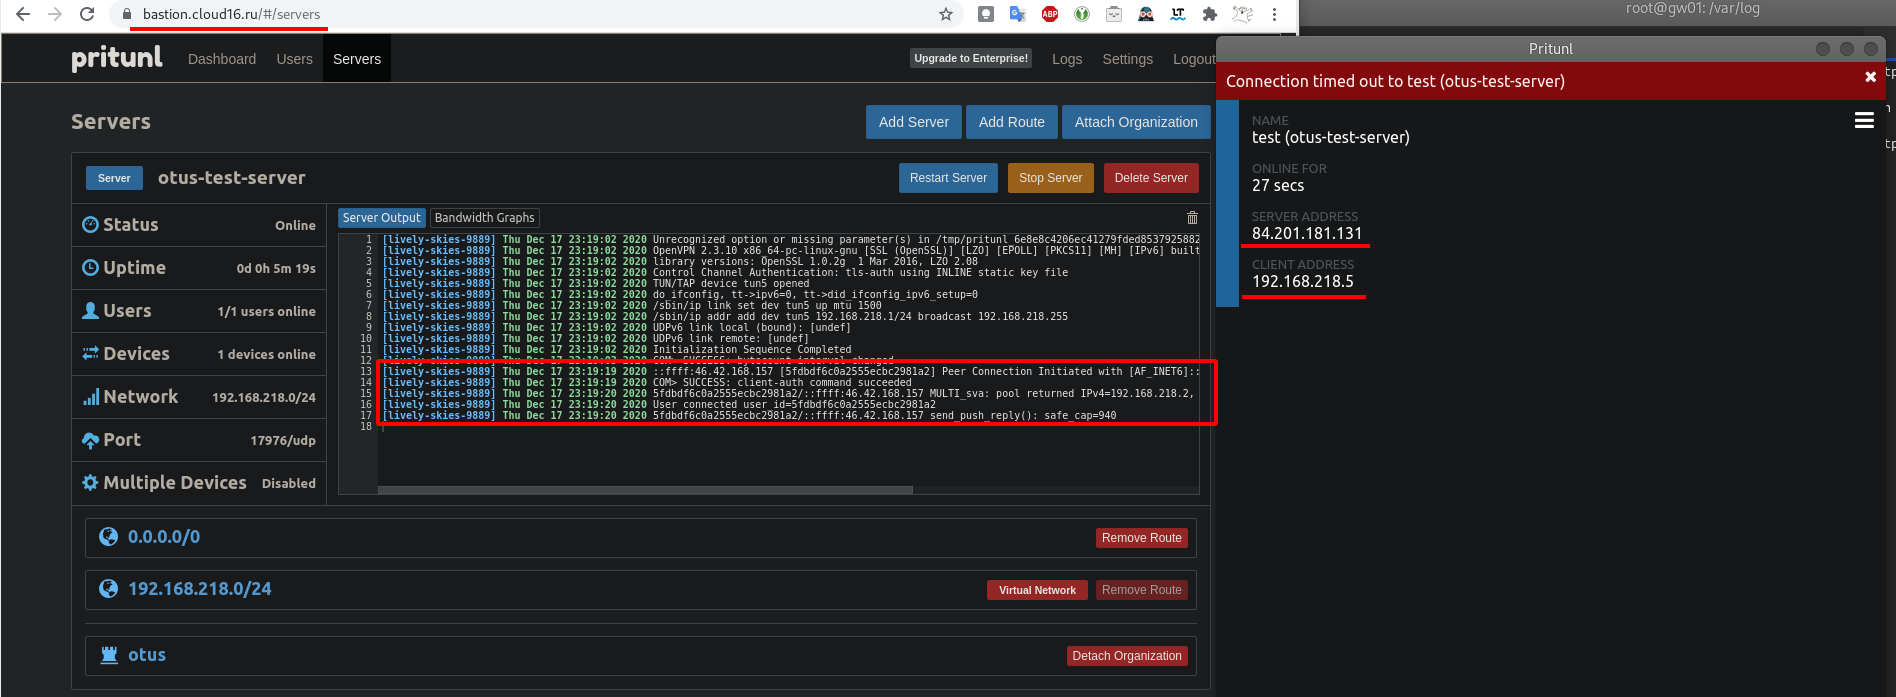 bastion.cloud16.ru/#/servers
ABP
LT
root@gw01: /var/log
pritunl
Dashboard
Users
Servers
Upgrade to Enterprise!
Logs
Settings
Logout
Servers
Add Server
Add Route
Attach Organization
Server
otus-test-server
Restart Server
Stop Server
Delete Server
Status
Online
Uptime
0d 0h 5m 19s
Users
1/1 users online
Devices
1 devices online
Network
192.168.218.0/24
Port
17976/udp
Multiple Devices
Disabled
Server Output
Bandwidth Graphs
1 [lively-skies-9889] Thu Dec 17 23:19:02 2020 Unrecognized option or missing parameter(s) in /tmp/pritunl_6e8e8c4206ec41279fded8537925882
2 [lively-skies-9889] Thu Dec 17 23:19:02 2020 OpenVPN 2.3.10 x86_64-pc-linux-gnu [SSL (OpenSSL)] [LZO] [EPOLL] [PKCS11] [MH] [IPv6] built
3 [lively-skies-9889] Thu Dec 17 23:19:02 2020 library versions: OpenSSL 1.0.2g  1 Mar 2016, LZO 2.08
4 [lively-skies-9889] Thu Dec 17 23:19:02 2020 Control Channel Authentication: tls-auth using INLINE static key file
5 [lively-skies-9889] Thu Dec 17 23:19:02 2020 TUN/TAP device tun5 opened
6 [lively-skies-9889] Thu Dec 17 23:19:02 2020 do_ifconfig, tt->ipv6=0, tt->did_ifconfig_ipv6_setup=0
7 [lively-skies-9889] Thu Dec 17 23:19:02 2020 /sbin/ip link set dev tun5 up mtu 1500
8 [lively-skies-9889] Thu Dec 17 23:19:02 2020 /sbin/ip addr add dev tun5 192.168.218.1/24 broadcast 192.168.218.255
9 [lively-skies-9889] Thu Dec 17 23:19:02 2020 UDPv6 link local (bound): [undef]
10 [lively-skies-9889] Thu Dec 17 23:19:02 2020 UDPv6 link remote: [undef]
11 [lively-skies-9889] Thu Dec 17 23:19:02 2020 Initialization Sequence Completed
12 [lively-skies-9889] Thu Dec 17 23:19:02 2020 COM> SUCCESS: bytecount interval changed
13 [lively-skies-9889] Thu Dec 17 23:19:19 2020 ::ffff:46.42.168.157 [5fdbdf6c0a2555ecbc2981a2] Peer Connection Initiated with [AF_INET6]::
14 [lively-skies-9889] Thu Dec 17 23:19:19 2020 COM> SUCCESS: client-auth command succeeded
15 [lively-skies-9889] Thu Dec 17 23:19:20 2020 5fdbdf6c0a2555ecbc2981a2/::ffff:46.42.168.157 MULTI_sva: pool returned IPv4=192.168.218.2,
16 [lively-skies-9889] Thu Dec 17 23:19:20 2020 User connected user_id=5fdbdf6c0a2555ecbc2981a2
17 [lively-skies-9889] Thu Dec 17 23:19:20 2020 5fdbdf6c0a2555ecbc2981a2/::ffff:46.42.168.157 send_push_reply(): safe_cap=940
18
0.0.0.0/0
Remove Route
192.168.218.0/24
Virtual Network
Remove Route
otus
Detach Organization
Pritunl
Connection timed out to test (otus-test-server)
NAME
test (otus-test-server)
ONLINE FOR
27 secs
SERVER ADDRESS
84.201.181.131
CLIENT ADDRESS
192.168.218.5